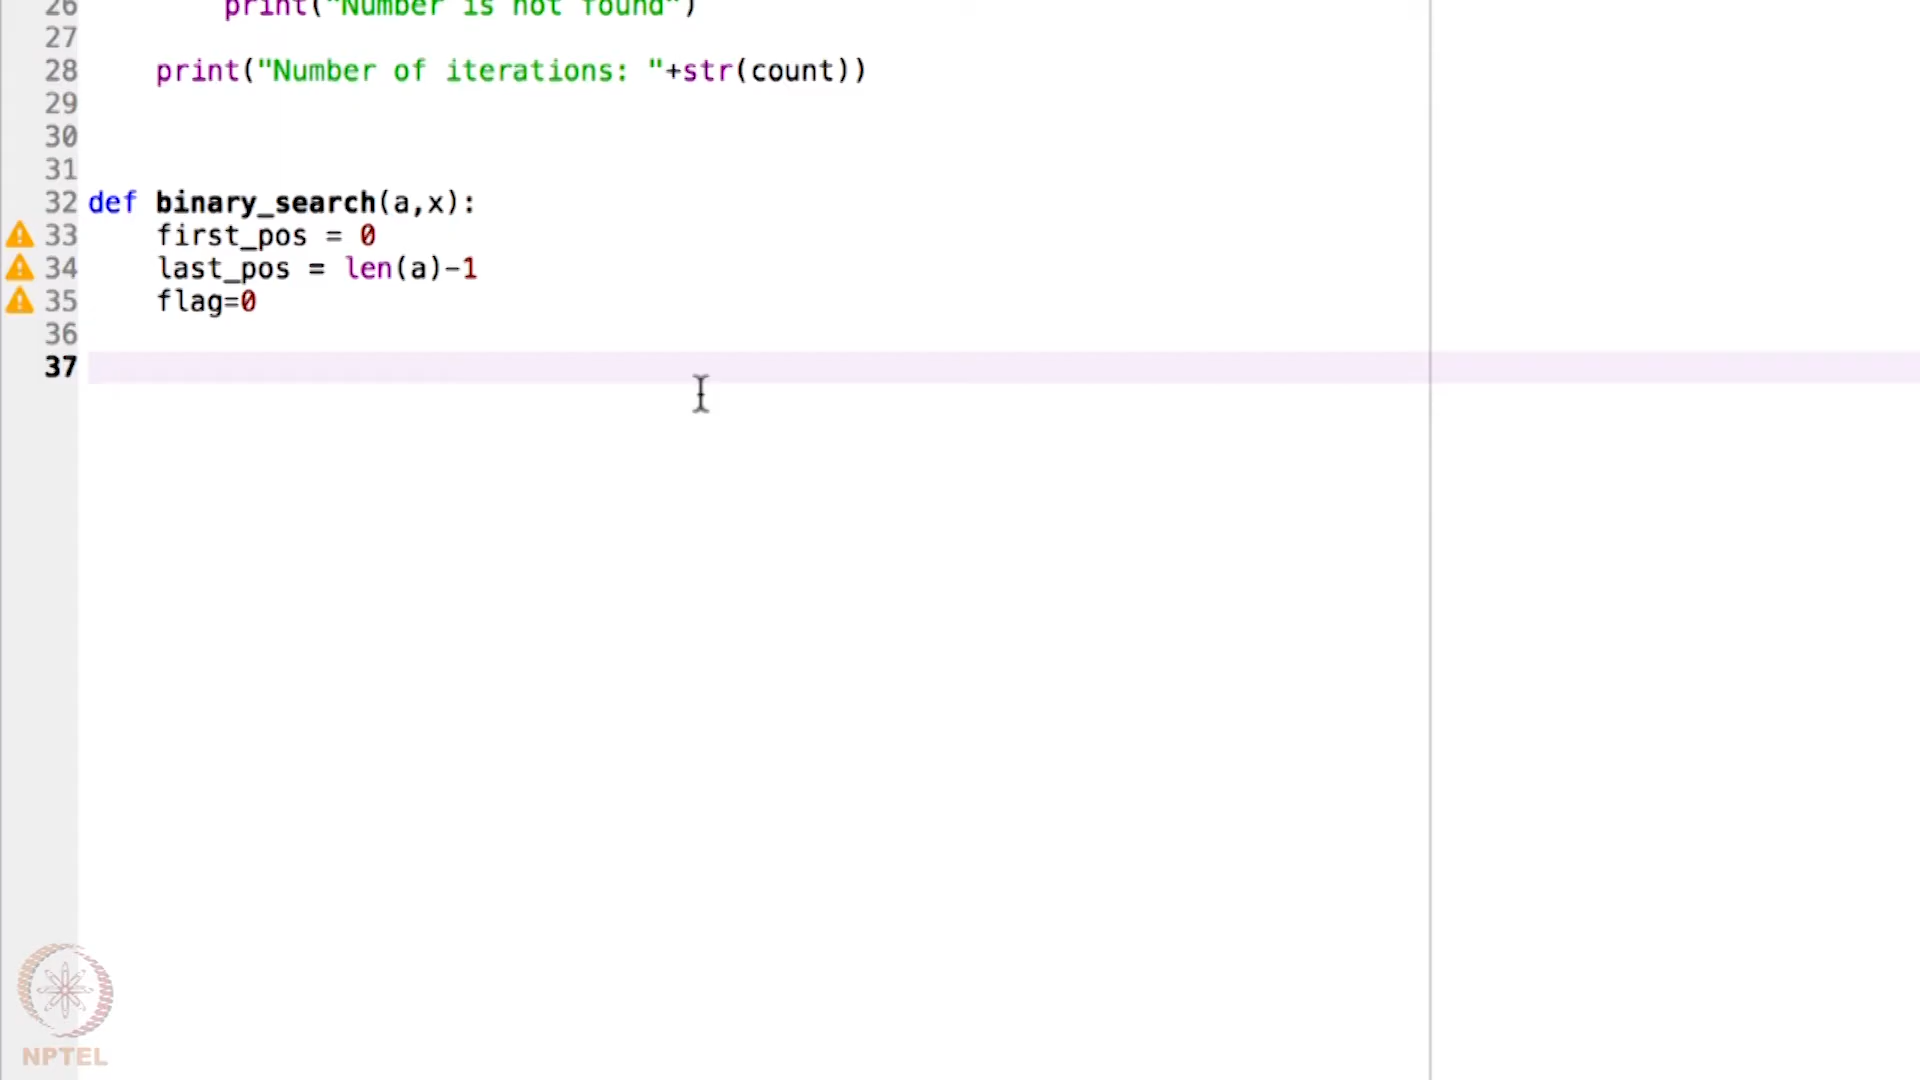 26 print("Number is not found")
27
28 print("Number of iterations: "+str(count))
29
30
31
32 def binary_search(a,x):
33 first_pos = 0
34 last_pos = len(a)-1
35 flag=0
36
37
NPTEL